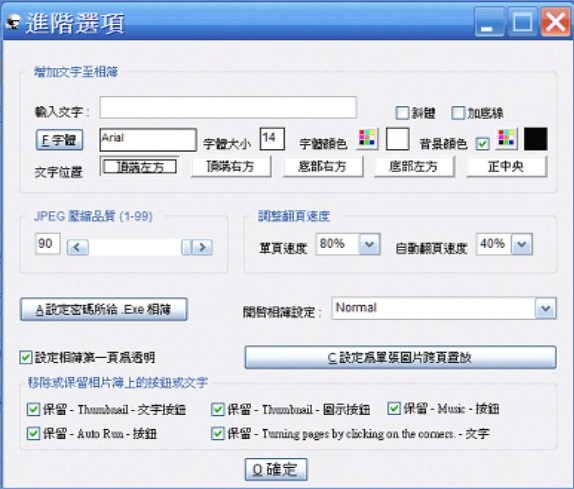 進階選項
增加文字至相簿
輸入文字： 斜體 加底線
F 字體 Arial 字體大小 14 字體顏色 背景顏色
文字位置 頂端左方 頂端右方 底部右方 底部左方 正中央
JPEG 壓縮品質 (1-99) 調整翻頁速度
90 單頁速度 80% 自動翻頁速度 40%
A 設定密碼所給 .Exe 相簿 開啓相簿設定： Normal
設定相簿第一頁爲透明 C 設定爲單張圖片跨頁置放
移除或保留相片簿上的按鈕或文字
保留 - Thumbnail - 文字按鈕 保留 - Thumbnail - 圖示按鈕 保留 - Music - 按鈕
保留 - Auto Run - 按鈕 保留 - Turning pages by clicking on the corners. - 文字
O 確定